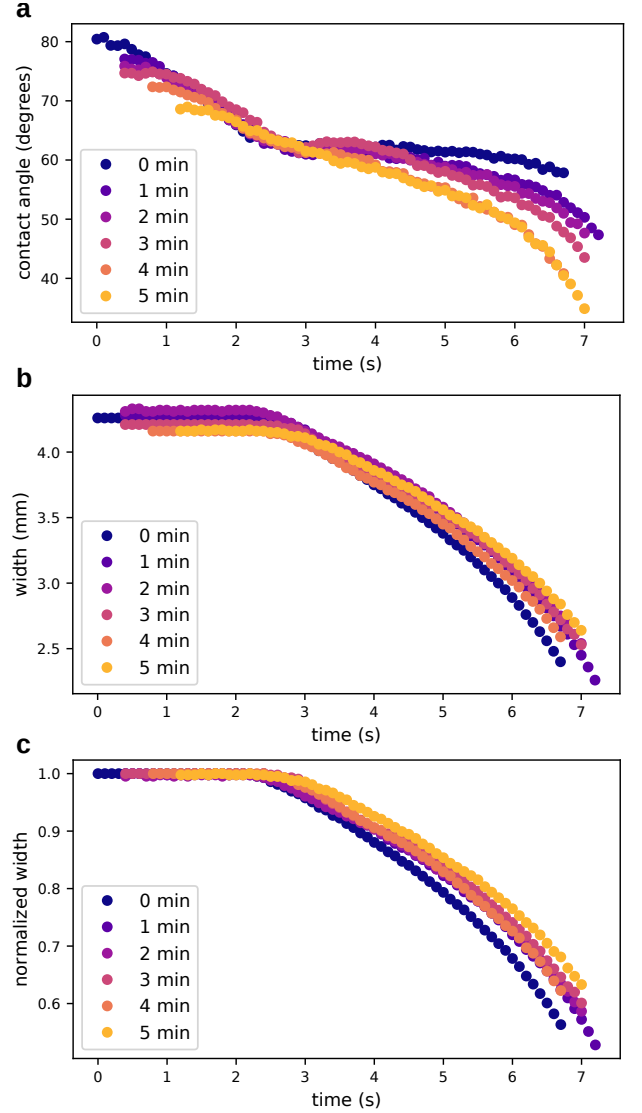 a
80
70
60
50
40
contact angle (degrees)
0 min
1 min
2 min
3 min
4 min
5 min
0 1 2 3 4 5 6 7
time (s)
b
4.0
3.5
3.0
2.5
width (mm)
0 min
1 min
2 min
3 min
4 min
5 min
0 1 2 3 4 5 6 7
time (s)
c
1.0
0.9
0.8
0.7
0.6
normalized width
0 min
1 min
2 min
3 min
4 min
5 min
0 1 2 3 4 5 6 7
time (s)